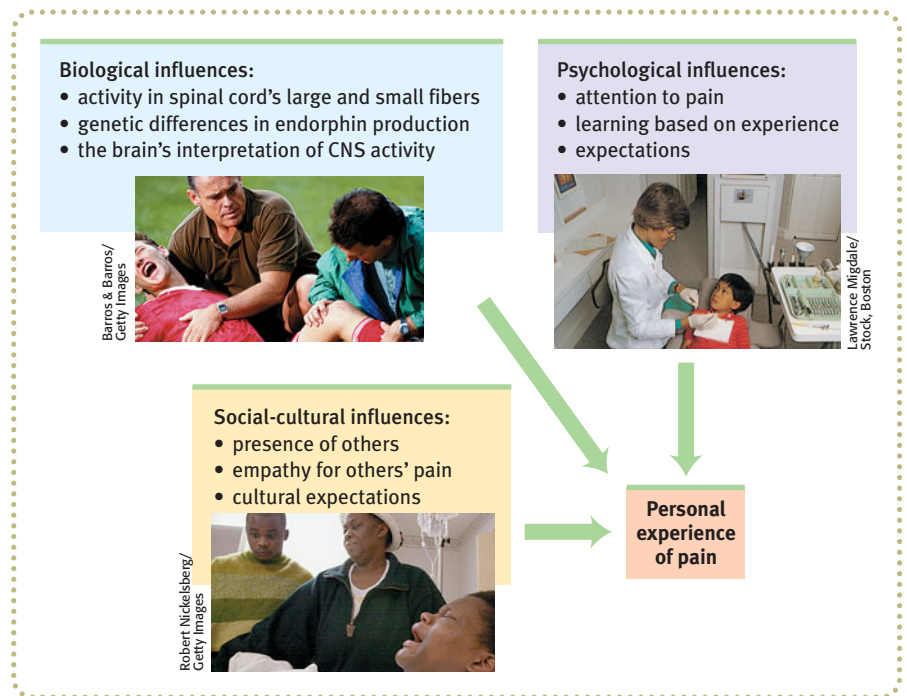 Biological influences:
• activity in spinal cord's large and small fibers
• genetic differences in endorphin production
• the brain's interpretation of CNS activity
Barros & Barros/
Getty Images
Psychological influences:
• attention to pain
• learning based on experience
• expectations
Lawrence Migdale/
Stock, Boston
Social-cultural influences:
• presence of others
• empathy for others' pain
• cultural expectations
Robert Nickelsberg/
Getty Images
Personal
experience
of pain